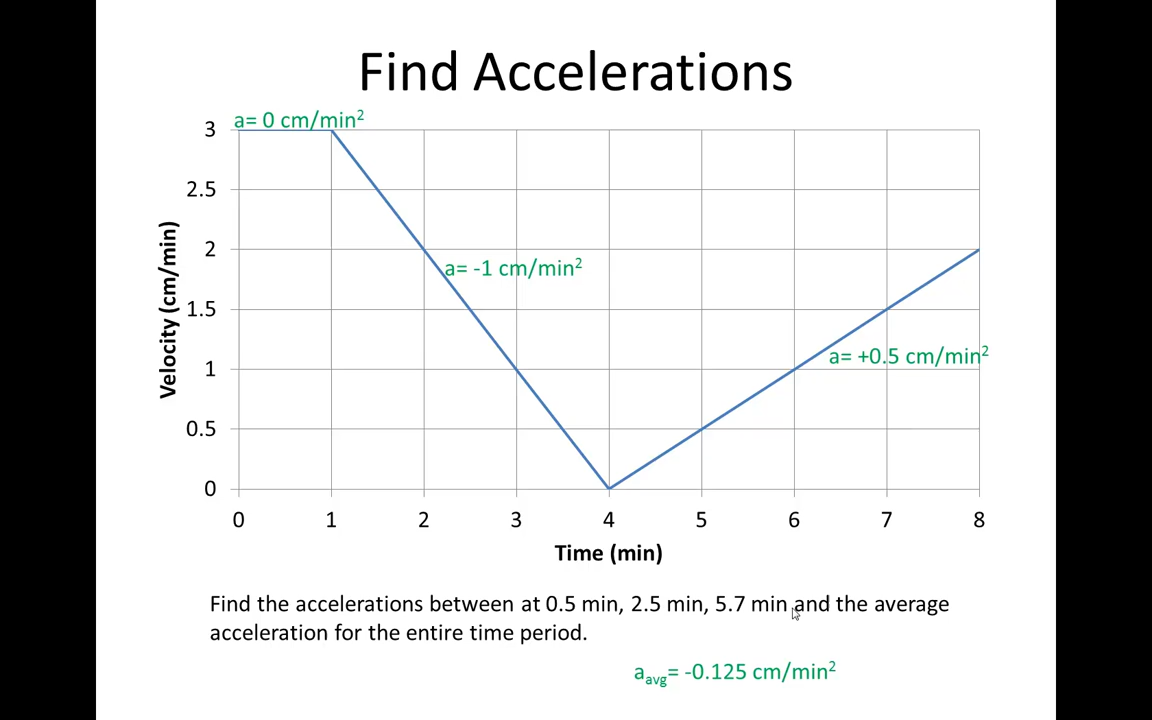 Find Accelerations
a= 0 cm/min²
3
2.5
2
1.5
1
0.5
0
Velocity (cm/min)
a= -1 cm/min²
a= +0.5 cm/min²
0 1 2 3 4 5 6 7 8
Time (min)
Find the accelerations between at 0.5 min, 2.5 min, 5.7 min and the average
acceleration for the entire time period.
aavg= -0.125 cm/min²